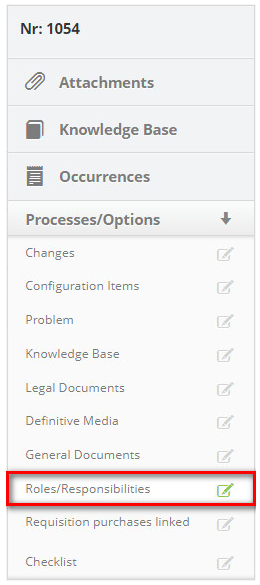 Nr: 1054
Attachments
Knowledge Base
Occurrences
Processes/Options
Changes
Configuration Items
Problem
Knowledge Base
Legal Documents
Definitive Media
General Documents
Roles/Responsibilities
Requisition purchases linked
Checklist